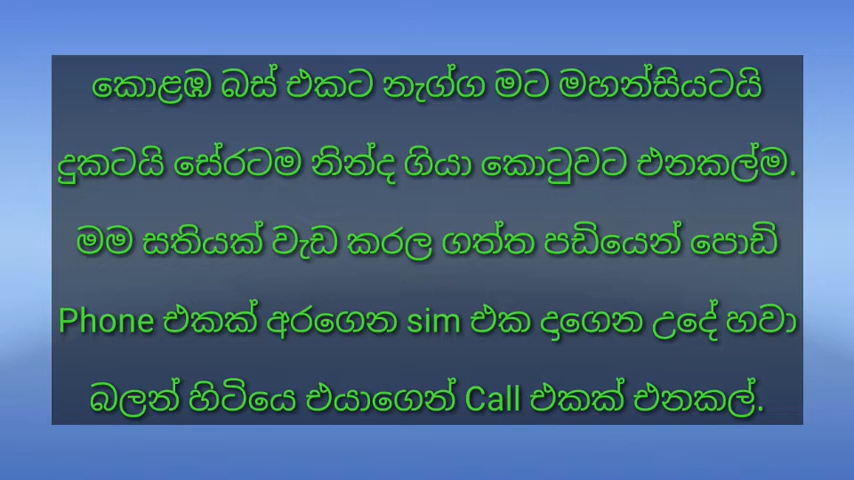 කොළඹ බස් එකට නැග්ග මට මහන්සියටයි
දුකටයි සේරටම නින්ද ගියා කොටුවට එනකල්ම.
මම සතියක් වැඩ කරල ගත්ත පඩියෙන් පොඩි
Phone එකක් අරගෙන sim එක දාගෙන උදේ හවා
බලන් හිටියෙ එයාගෙන් Call එකක් එනකල්.